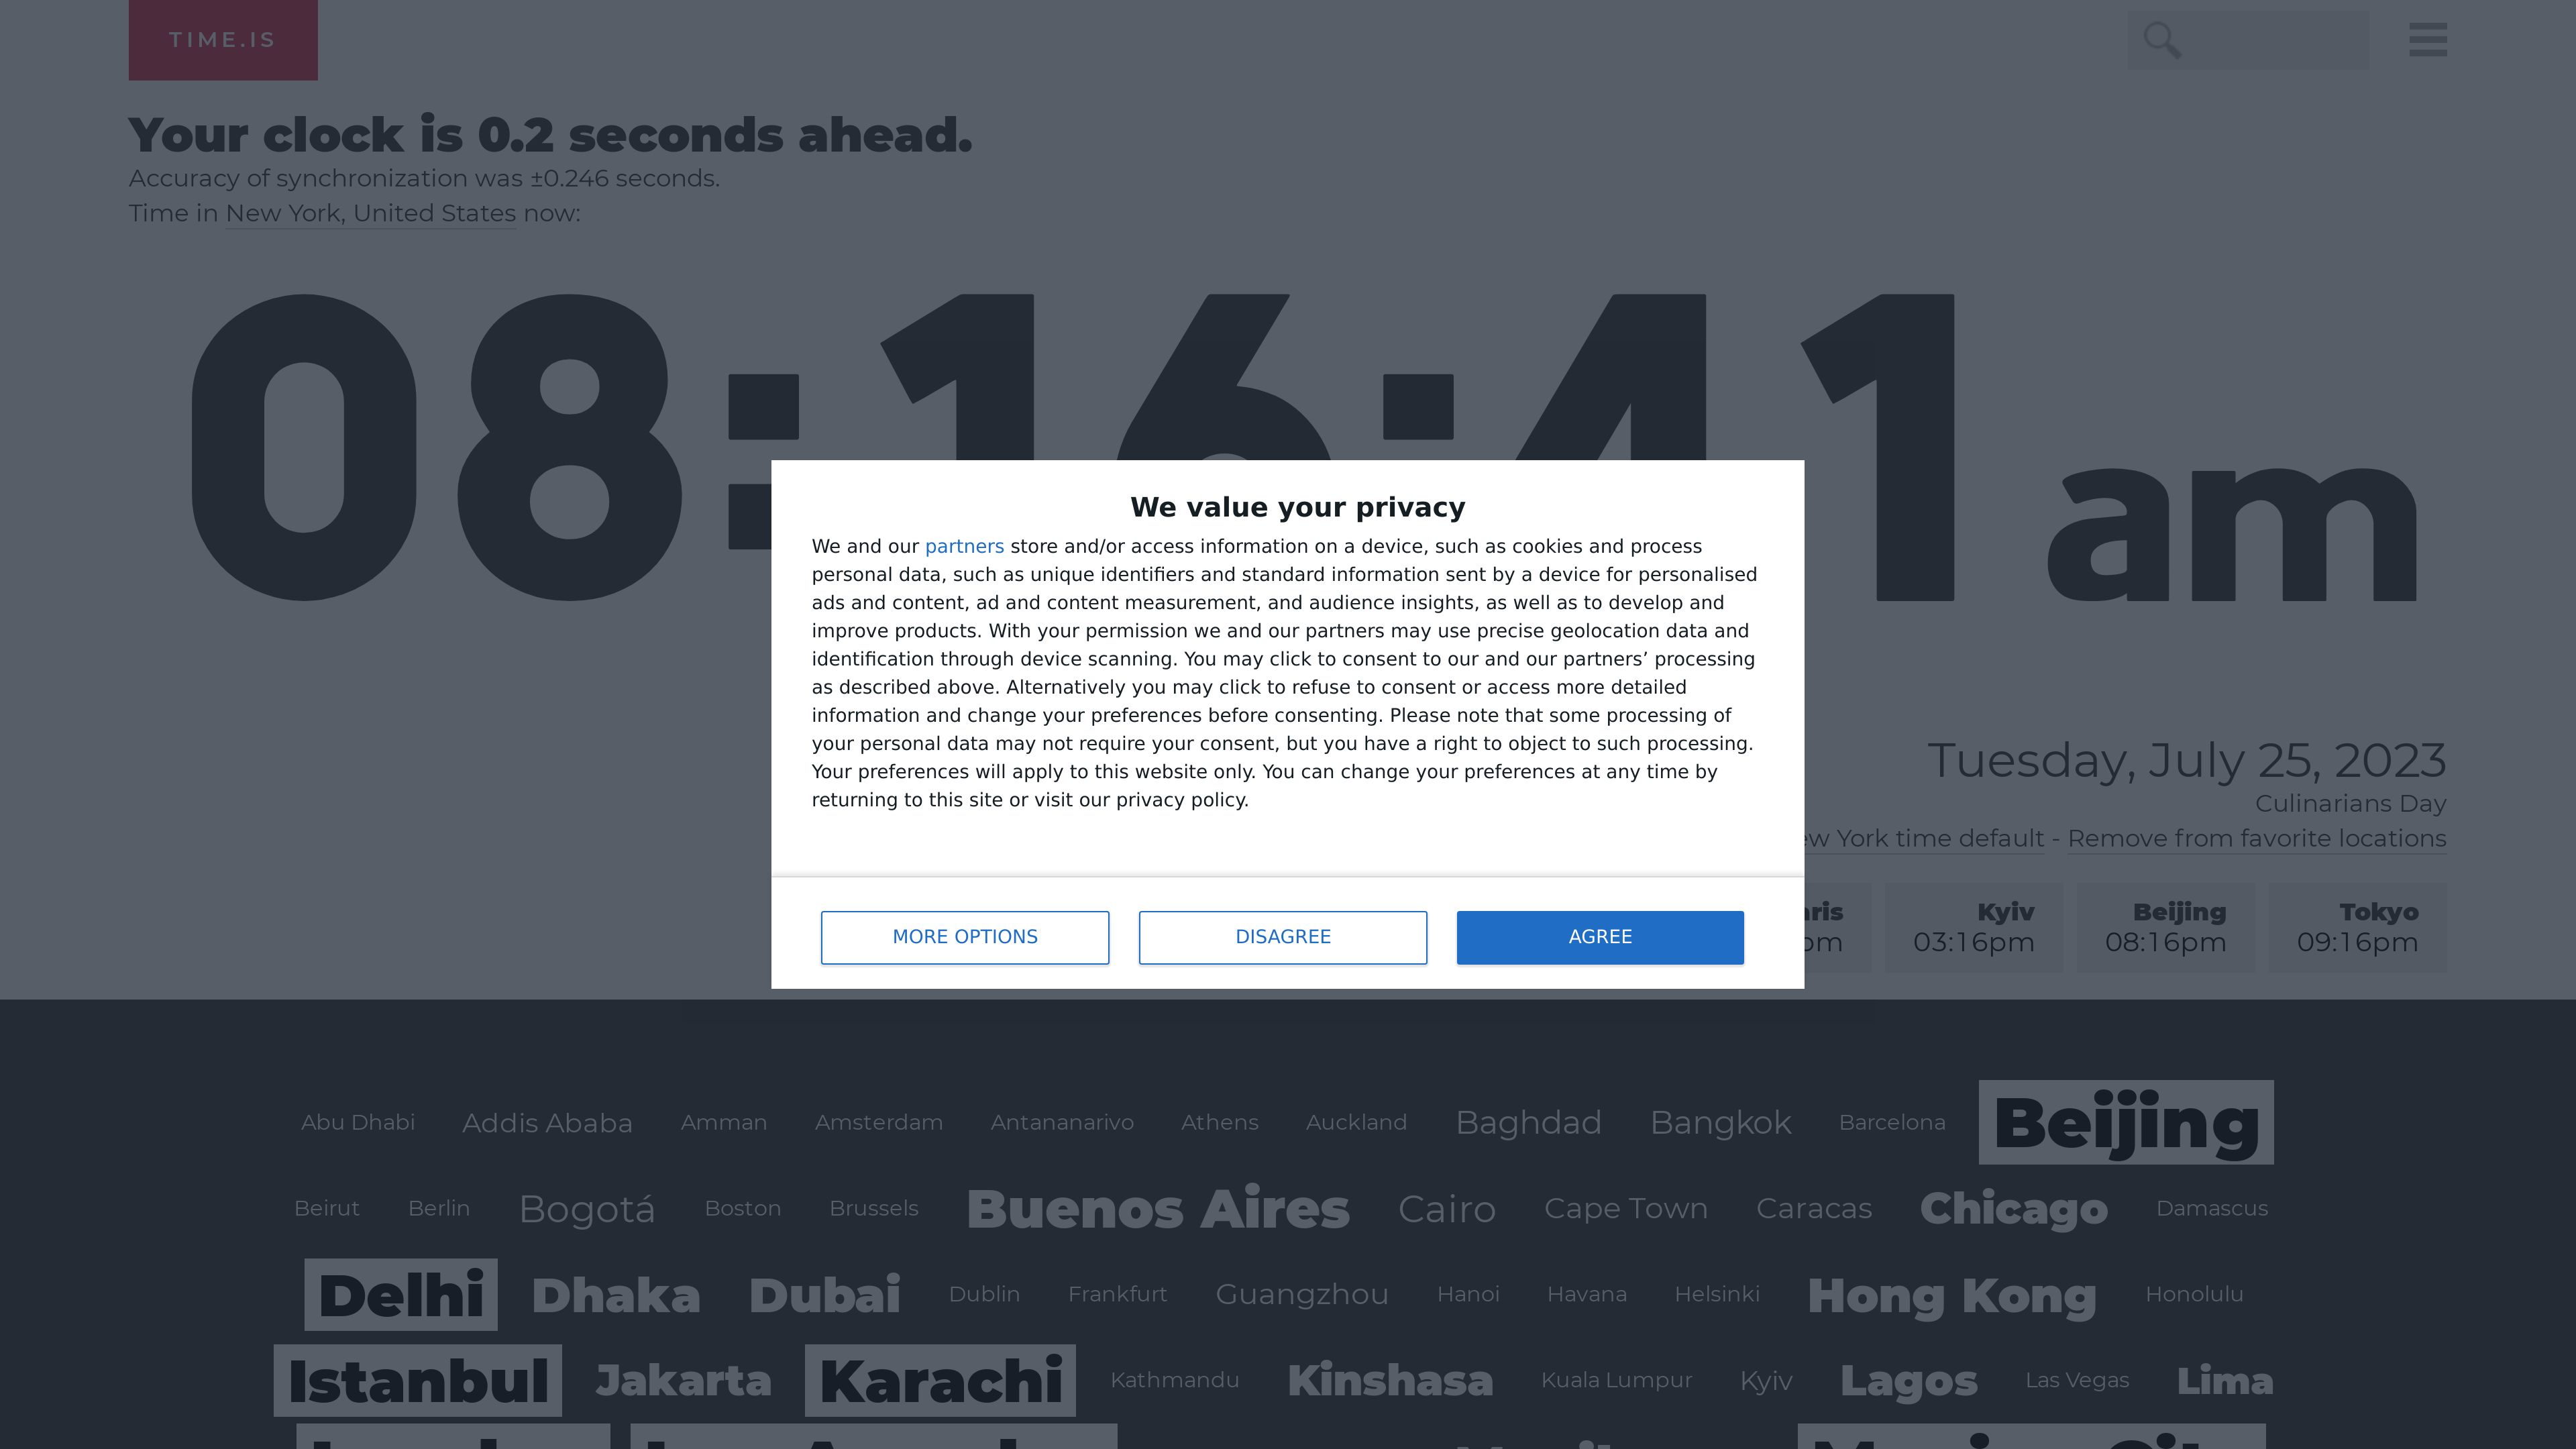 TIME.IS
Your clock is 0.2 seconds ahead.
Accuracy of synchronization was ±0.246 seconds.
Time in New York, United States now:
08:16:41 am
We value your privacy
We and our partners store and/or access information on a device, such as cookies and process
personal data, such as unique identifiers and standard information sent by a device for personalised
ads and content, ad and content measurement, and audience insights, as well as to develop and
improve products. With your permission we and our partners may use precise geolocation data and
identification through device scanning. You may click to consent to our and our partners’ processing
as described above. Alternatively you may click to refuse to consent or access more detailed
information and change your preferences before consenting. Please note that some processing of
your personal data may not require your consent, but you have a right to object to such processing.
Your preferences will apply to this website only. You can change your preferences at any time by
returning to this site or visit our privacy policy.
MORE OPTIONS DISAGREE AGREE
Tuesday, July 25, 2023
Culinarians Day
York time default - Remove from favorite locations
Kyiv Beijing Tokyo
03:16pm 08:16pm 09:16pm
Abu Dhabi Addis Ababa Amman Amsterdam Antananarivo Athens Auckland Baghdad Bangkok Barcelona Beijing
Beirut Berlin Bogotá Boston Brussels Buenos Aires Cairo Cape Town Caracas Chicago Damascus
Delhi Dhaka Dubai Dublin Frankfurt Guangzhou Hanoi Havana Helsinki Hong Kong Honolulu
Istanbul Jakarta Karachi Kathmandu Kinshasa Kuala Lumpur Kyiv Lagos Las Vegas Lima